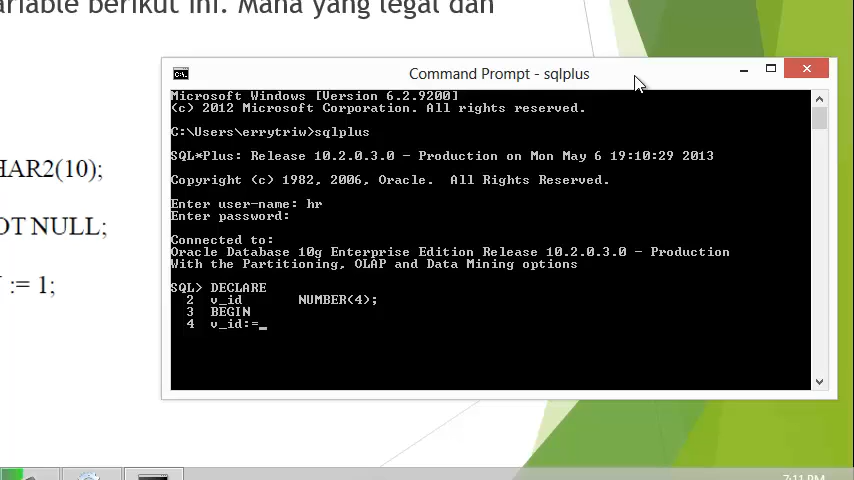 ariable berikut ini. Mana yang legal dan
Command Prompt - sqlplus
Microsoft Windows [Version 6.2.9200]
(c) 2012 Microsoft Corporation. All rights reserved.
C:\Users\errytriw>sqlplus
SQL*Plus: Release 10.2.0.3.0 - Production on Mon May 6 19:10:29 2013
Copyright (c) 1982, 2006, Oracle.  All Rights Reserved.
Enter user-name: hr
Enter password:
Connected to:
Oracle Database 10g Enterprise Edition Release 10.2.0.3.0 - Production
With the Partitioning, OLAP and Data Mining options
SQL> DECLARE
2  v_id       NUMBER(4);
3  BEGIN
4  v_id:=_
HAR2(10);
OT NULL;
:= 1;
7:11 PM